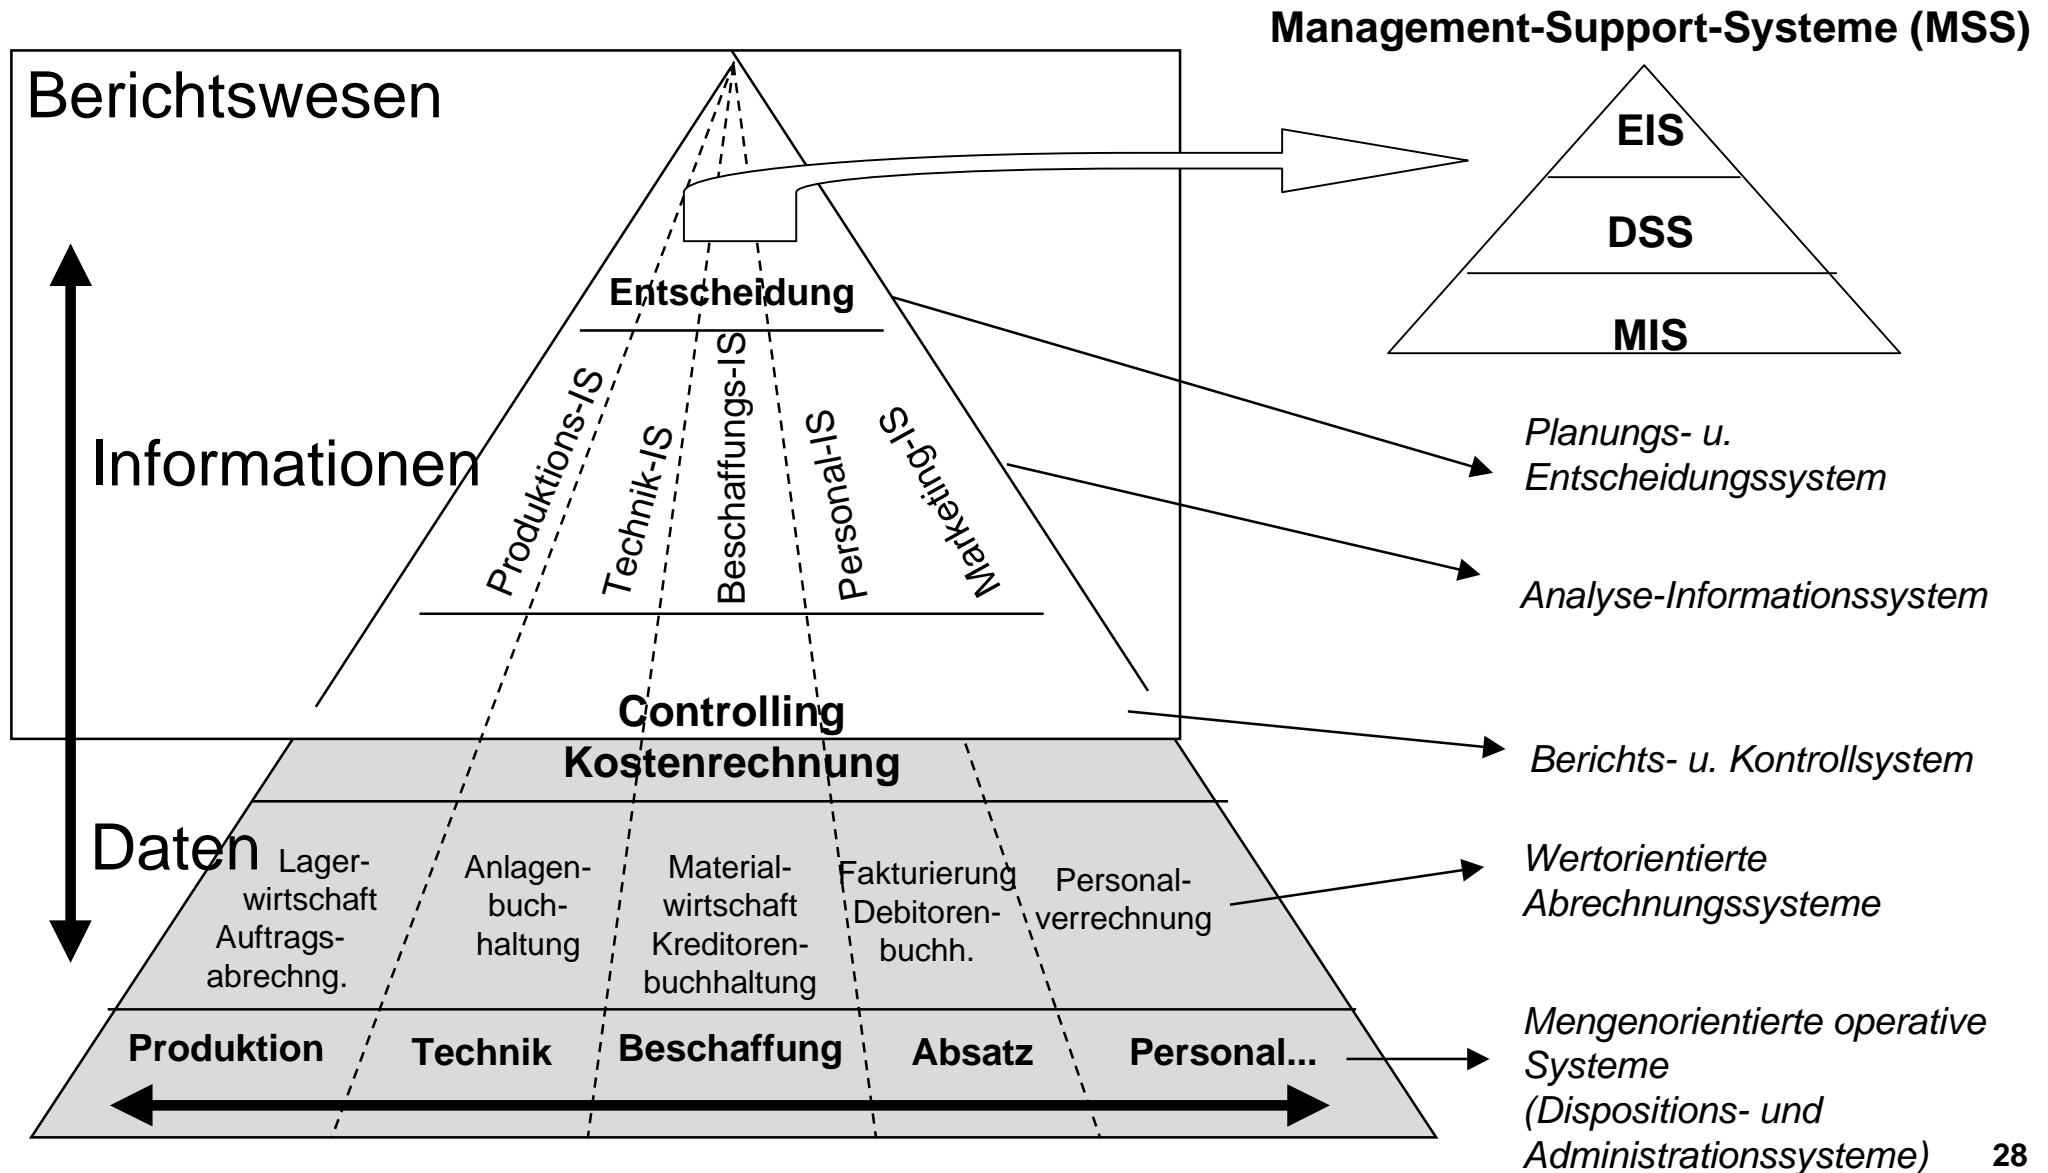 Management-Support-Systeme (MSS)
Berichtswesen
EIS
DSS
MIS
Entscheidung
Produktions-IS
Technik-IS
Beschaffungs-IS
Personal-IS
Marketing-IS
Informationen
Planungs- u.
Entscheidungssystem
Analyse-Informationssystem
Controlling
Kostenrechnung
Berichts- u. Kontrollsystem
Daten
Lager-
wirtschaft
Auftrags-
abrechng.
Anlagen-
buch-
haltung
Material-
wirtschaft
Kreditoren-
buchhaltung
Fakturierung
Debitoren-
buchh.
Personal-
verrechnung
Wertorientierte
Abrechnungssysteme
Produktion
Technik
Beschaffung
Absatz
Personal...
Mengenorientierte operative
Systeme
(Dispositions- und
Administrationssysteme)
28